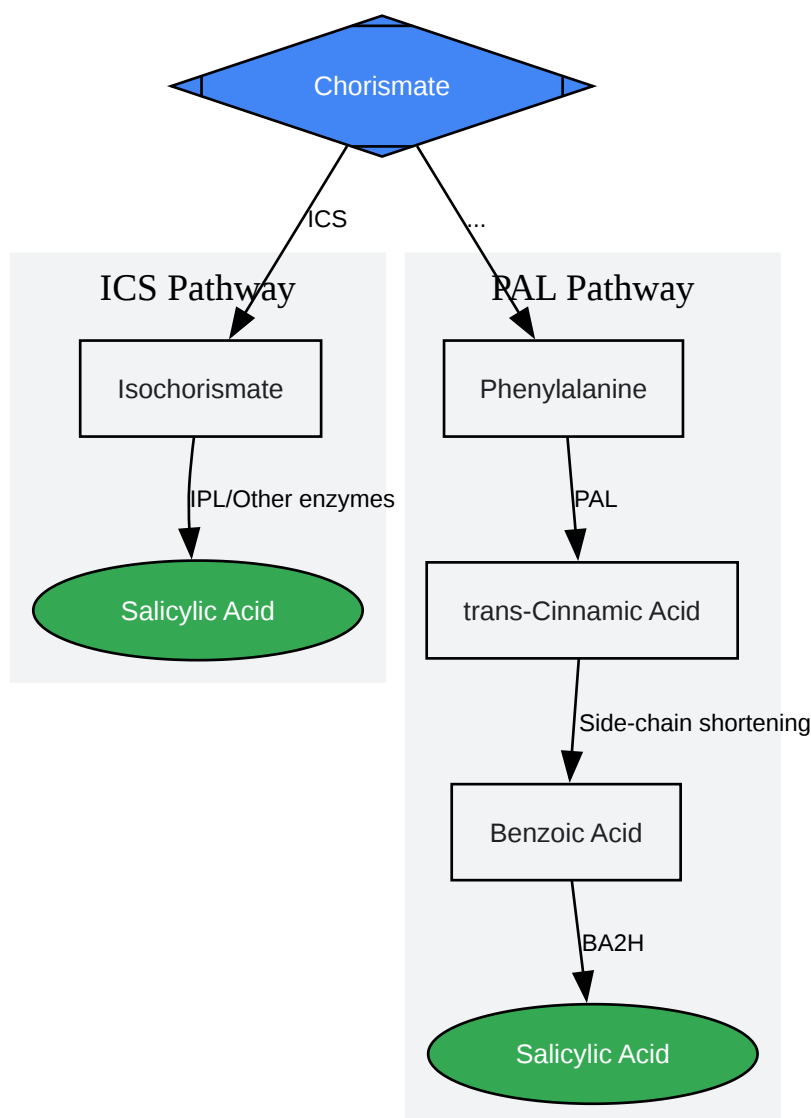 Chorismate
ICS
...
ICS Pathway
PAL Pathway
Isochorismate
Phenylalanine
IPL/Other enzymes
PAL
Salicylic Acid
trans-Cinnamic Acid
Side-chain shortening
Benzoic Acid
BA2H
Salicylic Acid